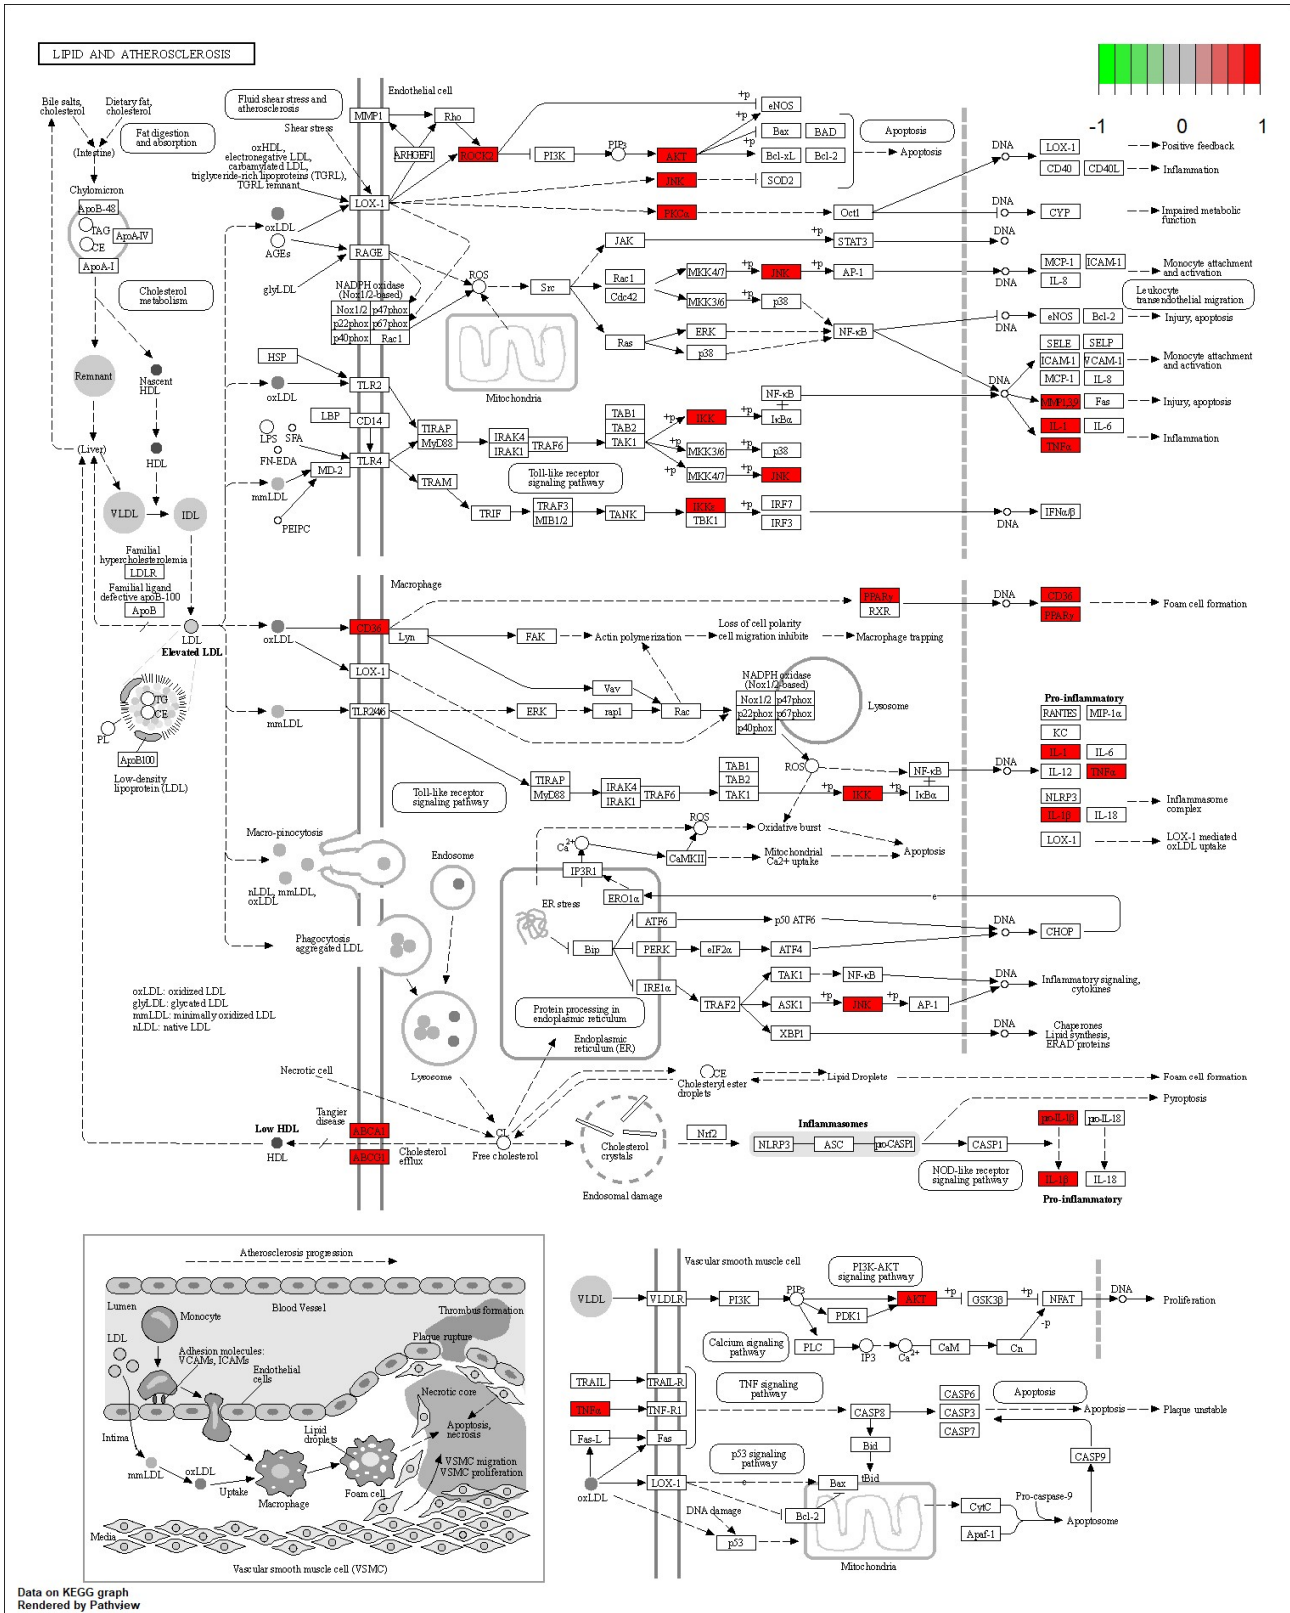 LIPID AND ATHEROSCLEROSIS
-1 0 1
Bile salts,
cholesterol
Dietary fat,
cholesterol
Fat digestion
and absorption
(Intestine)
Chylomicron
ApoB-48
TAG
CE
ApoA-IV
ApoA-I
Cholesterol
metabolism
Remnant
Nascent
HDL
HDL
(Liver)
VLDL
IDL
Familial
hypercholesterolemia
LDLR
Familial ligand
defective apoB-100
ApoB
LDL
Elevated LDL
TG
CE
PL
ApoB100
Low-density
lipoprotein (LDL)
oxLDL: oxidized LDL
glyLDL: glycated LDL
mmLDL: minimally oxidized LDL
nLDL: native LDL
Fluid shear stress and
atherosclerosis
Shear stress
oxHDL,
electronegative LDL,
carbamylated LDL,
triglyceride-rich lipoproteins (TGRL),
TGRL remnant
oxLDL
AGEs
glyLDL
Endothelial cell
MMP1
Rho
ARHGEF1
ROCK2
PI3K
PIP3
AKT
+p
eNOS
+p
+p
Bax
BAD
Bcl-xL
Bcl-2
Apoptosis
Apoptosis
JNK
SOD2
LOX-1
PKCα
Oct1
DNA
LOX-1
Positive feedback
CD40
CD40L
Inflammation
DNA
CYP
Impaired metabolic
function
RAGE
NADPH oxidase
(Nox1/2-based)
Nox1/2
p47phox
p22phox
p67phox
p40phox
Rac1
ROS
Mitochondria
Src
JAK
+p
STAT3
DNA
Rac1
Cdc42
MKK4/7
+p
JNK
+p
AP-1
DNA
MCP-1
ICAM-1
IL-8
Monocyte attachment
and activation
MKK3/6
+p
p38
Leukocyte
transendothelial migration
Ras
ERK
p38
NF-κB
DNA
eNOS
Bcl-2
Injury, apoptosis
SELE
SELP
ICAM-1
VCAM-1
MCP-1
IL-8
Monocyte attachment
and activation
DNA
MMP1,3,9
Fas
Injury, apoptosis
IL-1
IL-6
TNFα
Inflammation
HSP
oxLDL
TLR2
LBP
CD14
LPS
SFA
FN-EDA
MD-2
TLR4
mmLDL
PEIPC
TIRAP
MyD88
IRAK4
IRAK1
TRAF6
TAB1
TAB2
TAK1
+p
IKK
+p
NF-κB
IκBα
+p
MKK3/6
+p
p38
+p
MKK4/7
+p
JNK
Toll-like receptor
signaling pathway
TRAM
TRIF
TRAF3
MIB1/2
TANK
IKKε
TBK1
+p
IRF7
IRF3
DNA
IFNα/β
Macrophage
PPARγ
RXR
DNA
CD36
PPARγ
Foam cell formation
oxLDL
CD36
Lyn
FAK
Actin polymerization
Loss of cell polarity
cell migration inhibite
Macrophage trapping
LOX-1
Vav
NADPH oxidase
(Nox1/2-based)
Nox1/2
p47phox
p22phox
p67phox
p40phox
Lysosome
mmLDL
TLR2/4/6
ERK
rap1
Rac
Pro-inflammatory
RANTES
MIP-1α
KC
IL-1
IL-6
IL-12
TNFα
DNA
ROS
NF-κB
IκBα
+p
IKK
+p
TAB1
TAB2
TAK1
IRAK4
IRAK1
TRAF6
TIRAP
MyD88
Toll-like receptor
signaling pathway
NLRP3
IL-1β
IL-18
Inflammasome
complex
LOX-1
LOX-1 mediated
oxLDL uptake
Macro-pinocytosis
nLDL, mmLDL,
oxLDL
Endosome
Phagocytosis
aggregated LDL
Lysosome
Ca2+
ROS
Oxidative burst
CaMKII
Mitochondrial
Ca2+ uptake
Apoptosis
IP3R1
ERO1α
e
ER stress
Bip
ATF6
p50 ATF6
DNA
CHOP
PERK
eIF2α
ATF4
IRE1α
TRAF2
TAK1
NF-κB
DNA
Inflammatory signaling,
cytokines
ASK1
+p
JNK
+p
AP-1
XBP1
DNA
Chaperones
Lipid synthesis,
ERAD proteins
Protein processing in
endoplasmic reticulum
Endoplasmic
reticulum (ER)
Necrotic cell
CE
Cholesteryl ester
droplets
Lipid Droplets
Foam cell formation
Pyroptosis
Low HDL
HDL
Tangier
disease
ABCA1
ABCG1
Cholesterol
efflux
CL
Free cholesterol
Cholesterol
crystals
Endosomal damage
Nrf2
Inflammasomes
NLRP3
ASC
pro-CASP1
CASP1
NOD-like receptor
signaling pathway
pro-IL-1β
pro-IL-18
IL-1β
IL-18
Pro-inflammatory
Atherosclerosis progression
Lumen
Monocyte
Blood Vessel
Thrombus formation
LDL
Plaque rupture
Adhesion molecules:
VCAMs, ICAMs
Endothelial
cells
Necrotic core
Lipid
droplets
Apoptosis,
necrosis
Intima
mmLDL
oxLDL
Uptake
Macrophage
Foam cell
VSMC migration
VSMC proliferation
Media
Vascular smooth muscle cell (VSMC)
Vascular smooth muscle cell
PI3K-AKT
signaling pathway
VLDL
VLDLR
PI3K
PIP3
PDK1
AKT
+p
GSK3β
+p
NFAT
-p
DNA
Proliferation
Calcium signaling
pathway
PLC
IP3
Ca2+
CaM
Cn
TRAIL
TRAIL-R
TNF signaling
pathway
TNFα
TNF-R1
Fas-L
Fas
CASP8
CASP6
CASP3
CASP7
Apoptosis
Apoptosis
Plaque unstable
Bid
tBid
CASP9
p53 signaling
pathway
oxLDL
LOX-1
e
Bax
Bcl-2
DNA damage
p53
Mitochondria
CytC
Apaf-1
Pro-caspase-9
Apoptosome
Data on KEGG graph
Rendered by Pathview